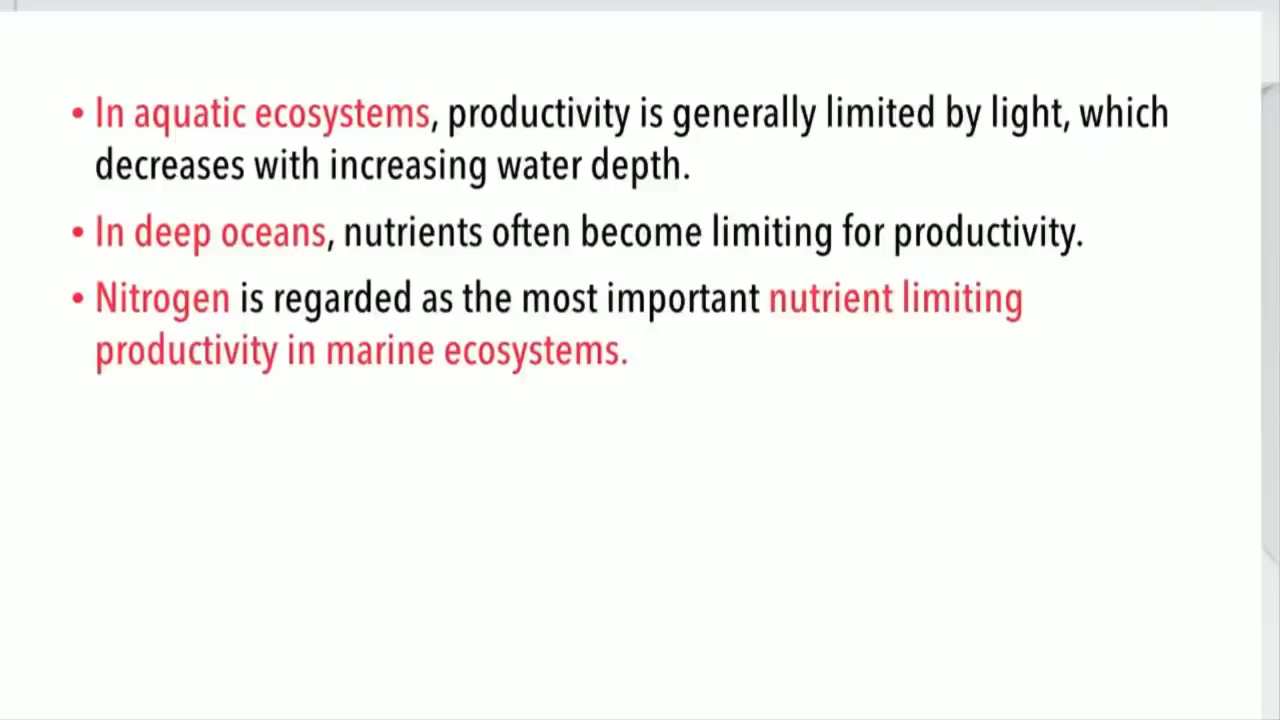 • In aquatic ecosystems, productivity is generally limited by light, which
decreases with increasing water depth.
• In deep oceans, nutrients often become limiting for productivity.
• Nitrogen is regarded as the most important nutrient limiting
productivity in marine ecosystems.